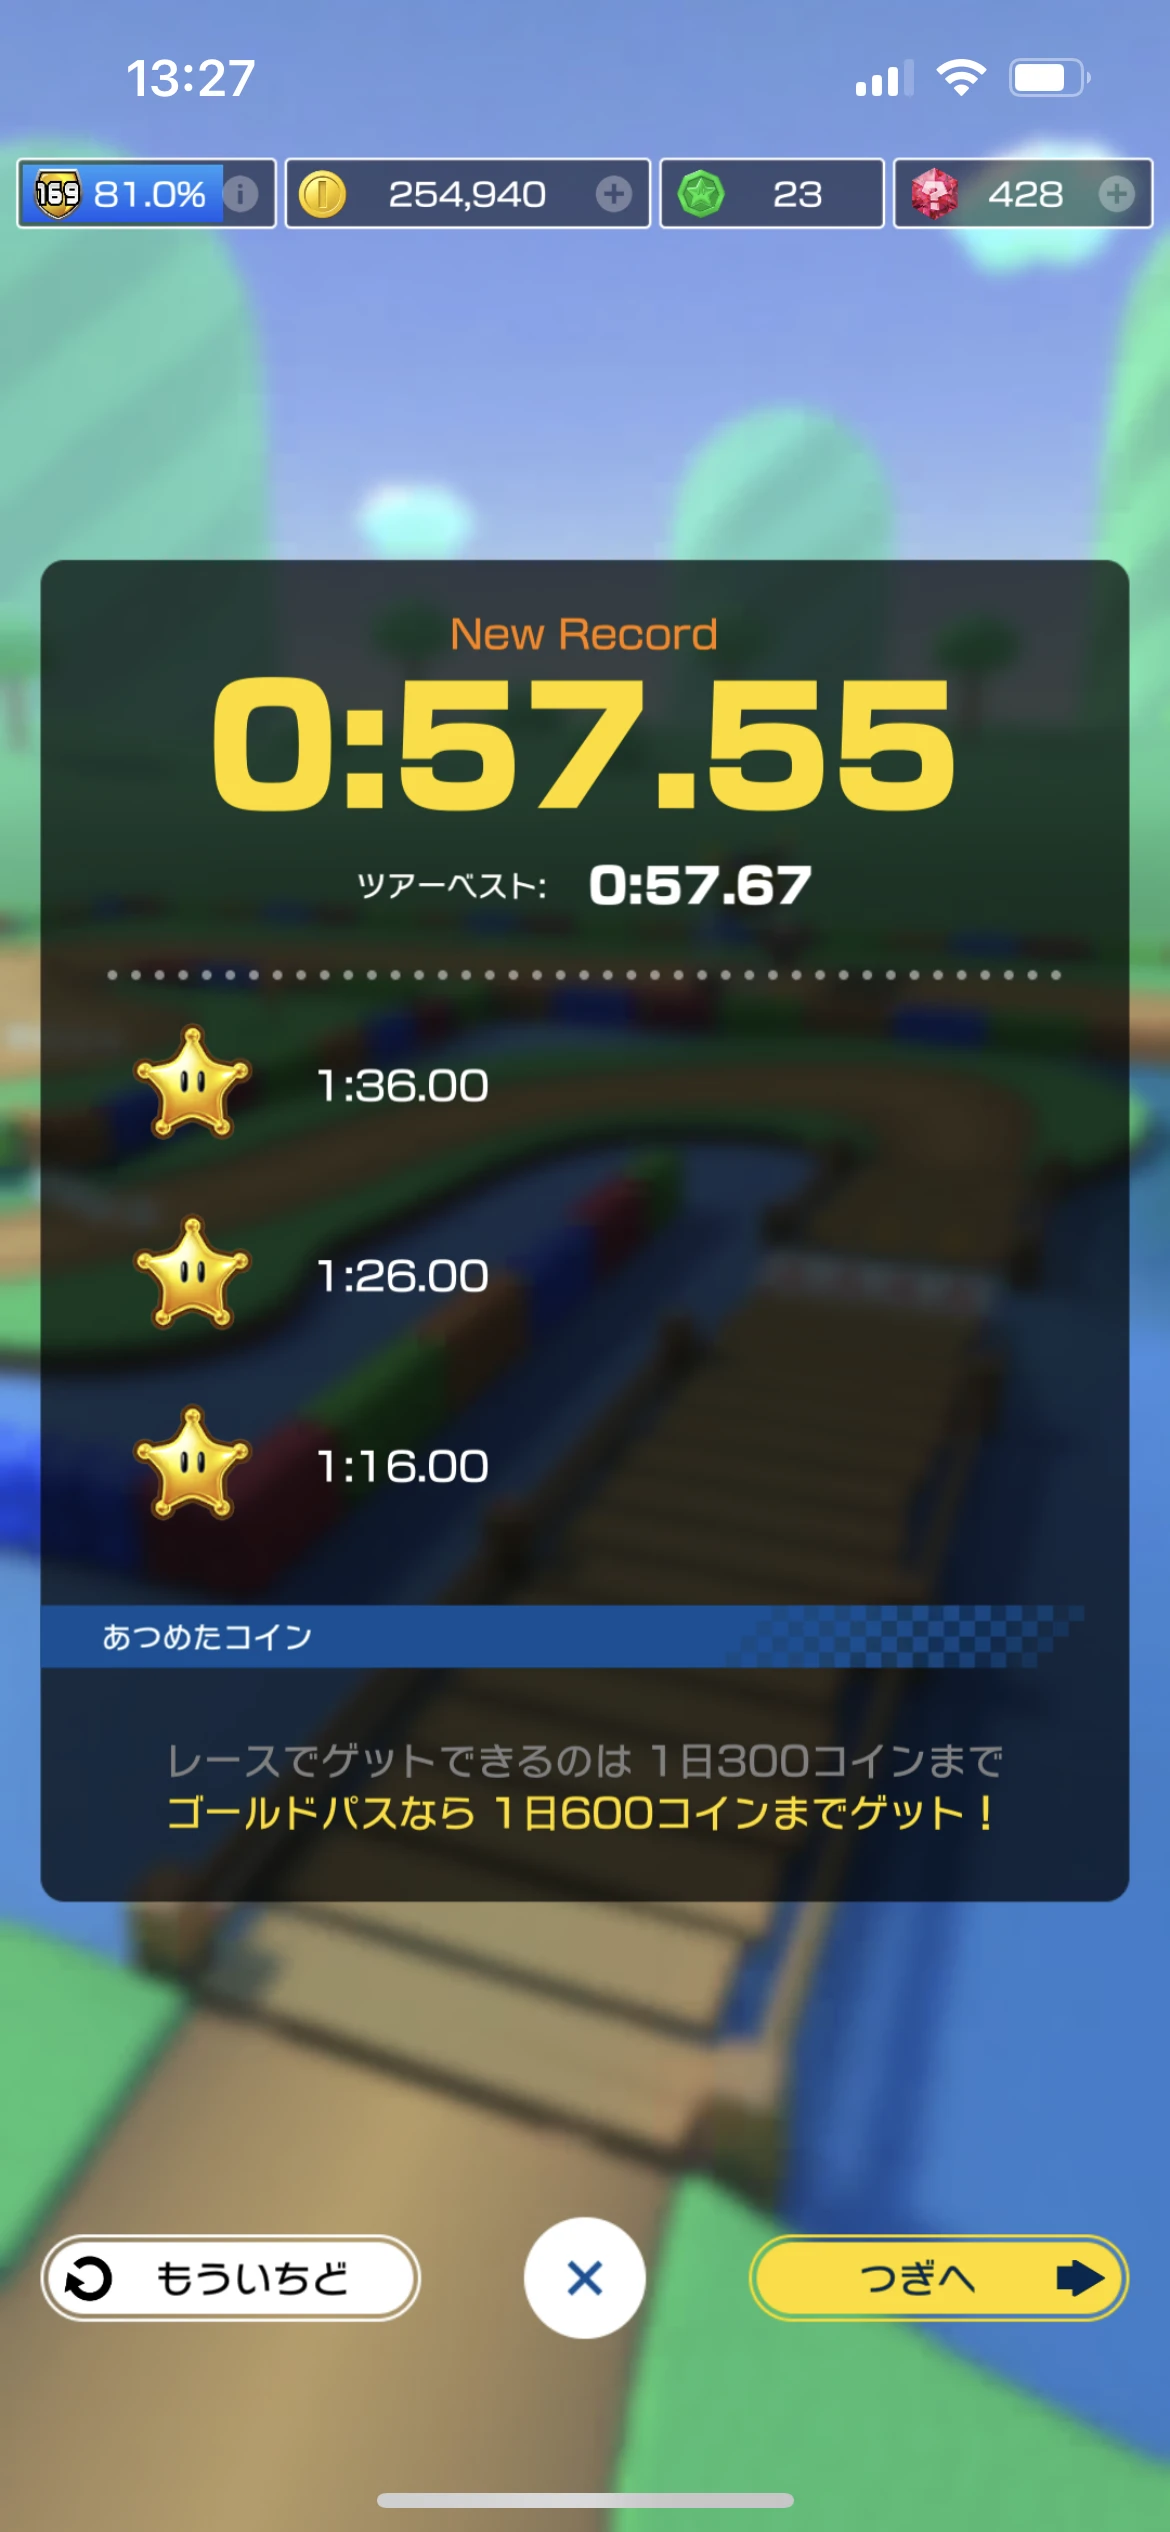 13:27
169 81.0% 254,940 23 428
New Record
0:57.55
ツアーベスト: 0:57.67
1:36.00
1:26.00
1:16.00
あつめたコイン
レースでゲットできるのは 1日300コインまで
ゴールドパスなら 1日600コインまでゲット！
もういちど つぎへ